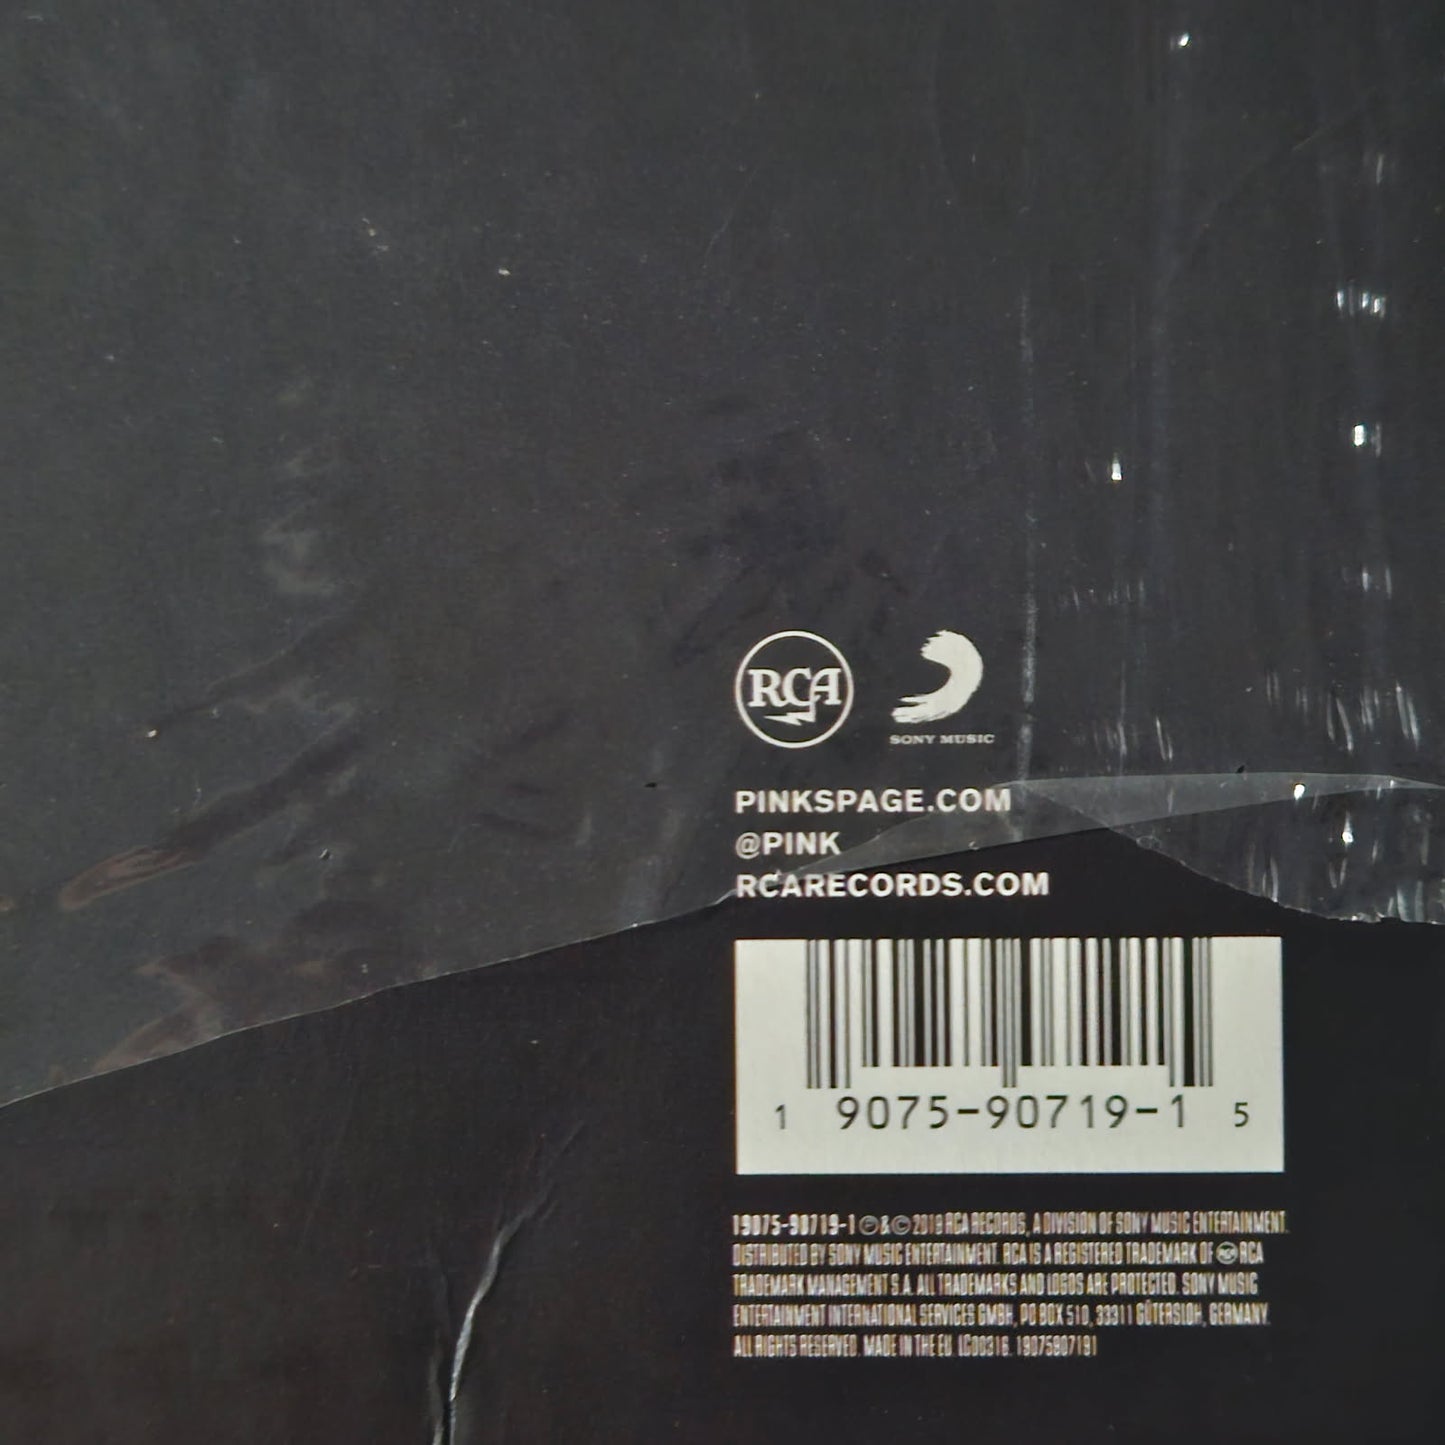 RCA
SONY MUSIC
PINKSPAGE.COM
@PINK
RCARECORDS.COM
1 9075-90719-1 5
19075-90719-1 ℗ & © 2019 RCA RECORDS, A DIVISION OF SONY MUSIC ENTERTAINMENT.
DISTRIBUTED BY SONY MUSIC ENTERTAINMENT. RCA IS A REGISTERED TRADEMARK OF RCA
TRADEMARK MANAGEMENT S.A. ALL TRADEMARKS AND LOGOS ARE PROTECTED. SONY MUSIC
ENTERTAINMENT INTERNATIONAL SERVICES GMBH, PO BOX 510, 33311 GÜTERSLOH, GERMANY.
ALL RIGHTS RESERVED. MADE IN THE EU. LC00316. 19075907191